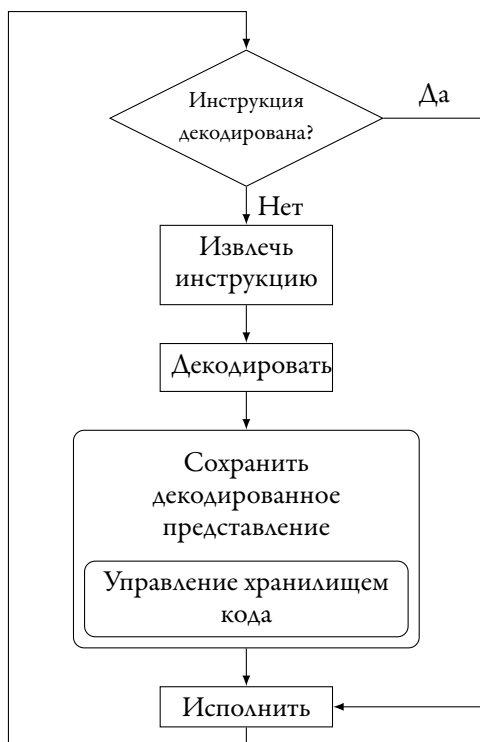 Инструкция
декодирована?
Да
Нет
Извлечь
инструкцию
Декодировать
Сохранить
декодированное
представление
Управление хранилищем
кода
Исполнить